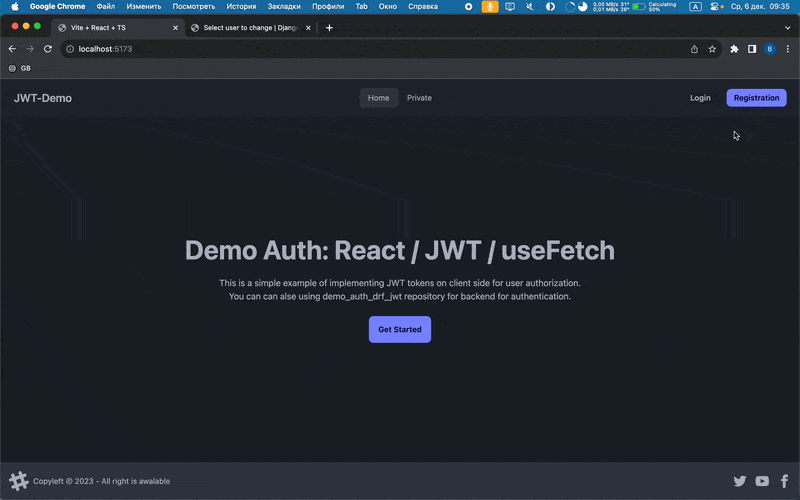 Google Chrome Файл Изменить Посмотреть История Закладки Профили Tab Окно Справка 0,00 MB/s 31° Calculating A Ср, 6 дек. 09:35
0,01 MB/s 28° 50%
Vite + React + TS Select user to change | Djang
localhost:5173 B
GB
JWT-Demo Home Private Login Registration
Demo Auth: React / JWT / useFetch
This is a simple example of implementing JWT tokens on client side for user authorization.
You can can alse using demo_auth_drf_jwt repository for backend for authentication.
Get Started
Copyleft © 2023 - All right is awalable